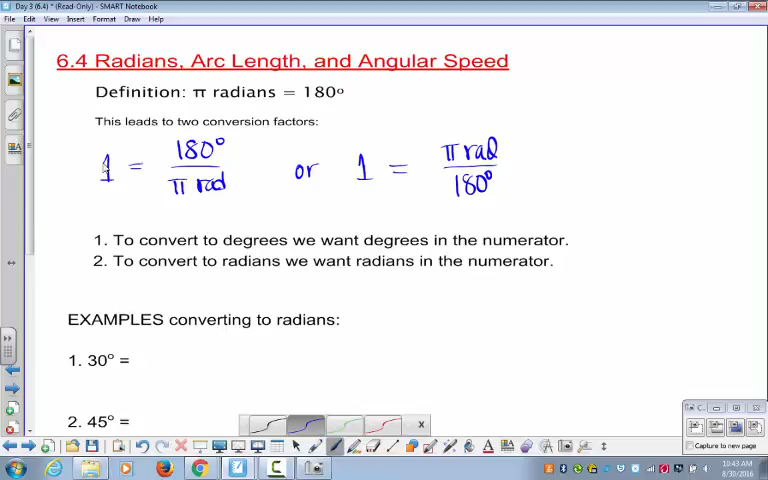 Day 3 (6.4) * (Read-Only) - SMART Notebook
File Edit View Insert Format Draw Help
6.4 Radians, Arc Length, and Angular Speed
Definition: π radians = 180º
This leads to two conversion factors:
1 = 180° / π rad or 1 = π rad / 180°
1. To convert to degrees we want degrees in the numerator.
2. To convert to radians we want radians in the numerator.
EXAMPLES converting to radians:
1. 30º =
2. 45º =
x
C..
Capture to new page
10:43 AM
8/30/2016